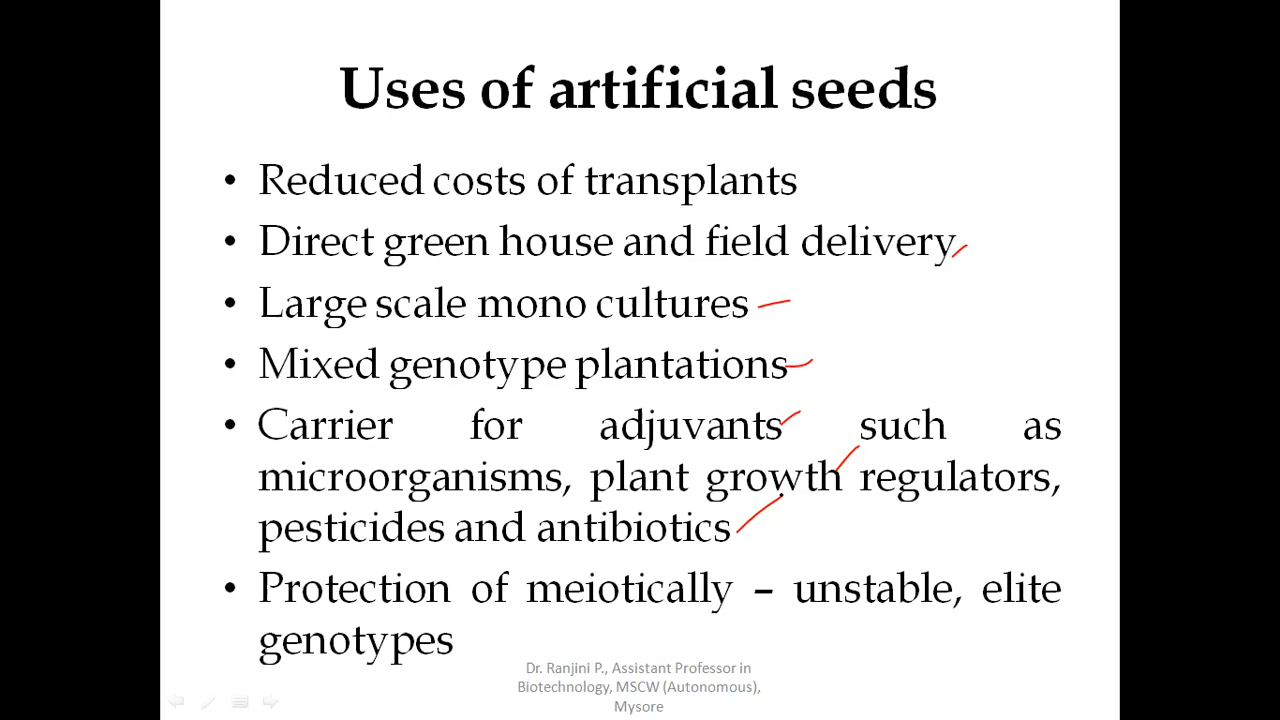 Uses of artificial seeds
• Reduced costs of transplants
• Direct green house and field delivery
• Large scale mono cultures
• Mixed genotype plantations
• Carrier for adjuvants such as
microorganisms, plant growth regulators,
pesticides and antibiotics
• Protection of meiotically – unstable, elite
genotypes
Dr. Ranjini P., Assistant Professor in
Biotechnology, MSCW (Autonomous),
Mysore